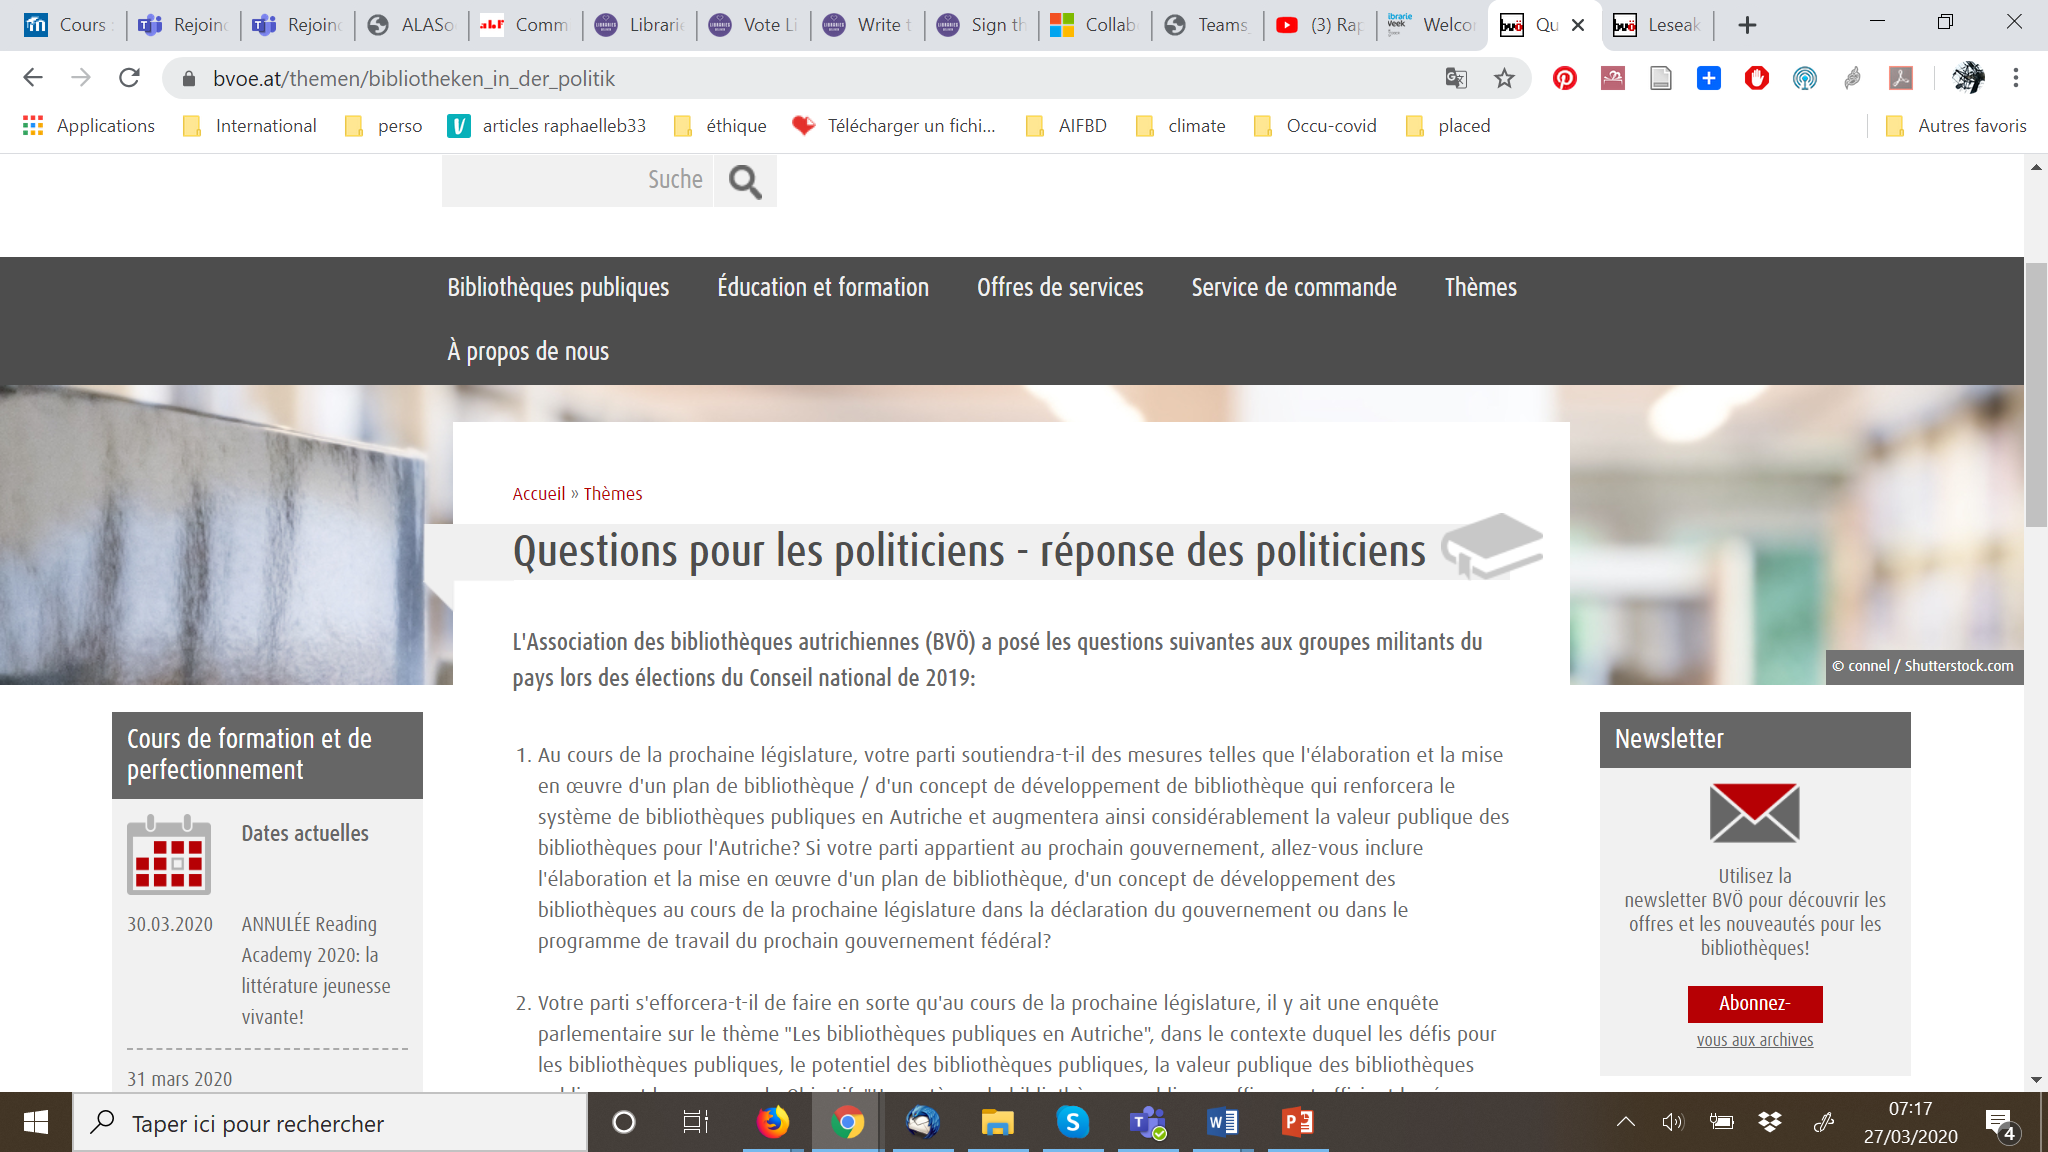 Cours :
Rejoind
Rejoind
ALASo
Comm
Librarie
Vote Li
Write t
Sign th
Collab
Teams
(3) Rap
Welco
Qu
Leseak
bvoe.at/themen/bibliotheken_in_der_politik
Applications
International
perso
articles raphaelleb33
éthique
Télécharger un fichi...
AIFBD
climate
Occu-covid
placed
Autres favoris
Suche
Bibliothèques publiques
Éducation et formation
Offres de services
Service de commande
Thèmes
À propos de nous
Accueil » Thèmes
Questions pour les politiciens - réponse des politiciens
© connel / Shutterstock.com
L'Association des bibliothèques autrichiennes (BVÖ) a posé les questions suivantes aux groupes militants du
pays lors des élections du Conseil national de 2019:
1. Au cours de la prochaine législature, votre parti soutiendra-t-il des mesures telles que l'élaboration et la mise
en œuvre d'un plan de bibliothèque / d'un concept de développement de bibliothèque qui renforcera le
système de bibliothèques publiques en Autriche et augmentera ainsi considérablement la valeur publique des
bibliothèques pour l'Autriche? Si votre parti appartient au prochain gouvernement, allez-vous inclure
l'élaboration et la mise en œuvre d'un plan de bibliothèque, d'un concept de développement des
bibliothèques au cours de la prochaine législature dans la déclaration du gouvernement ou dans le
programme de travail du prochain gouvernement fédéral?
2. Votre parti s'efforcera-t-il de faire en sorte qu'au cours de la prochaine législature, il y ait une enquête
parlementaire sur le thème "Les bibliothèques publiques en Autriche", dans le contexte duquel les défis pour
les bibliothèques publiques, le potentiel des bibliothèques publiques, la valeur publique des bibliothèques
Cours de formation et de
perfectionnement
Dates actuelles
30.03.2020
ANNULÉE Reading
Academy 2020: la
littérature jeunesse
vivante!
31 mars 2020
Newsletter
Utilisez la
newsletter BVÖ pour découvrir les
offres et les nouveautés pour les
bibliothèques!
Abonnez-
vous aux archives
Taper ici pour rechercher
07:17
27/03/2020
4